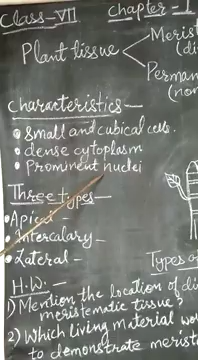 Class-VII Chapter-1
Plant tissue
Meris
(di
Perman
(non
Characteristics-
Small and cubical cells.
dense cytoplasm
Prominent nuclei
Three types-
Apical -
Intercalary -
Lateral -
Types o
H.W. -
1) Mention the location of di
meristematic tissue?
2) Which living material wo
to demonstrate merist